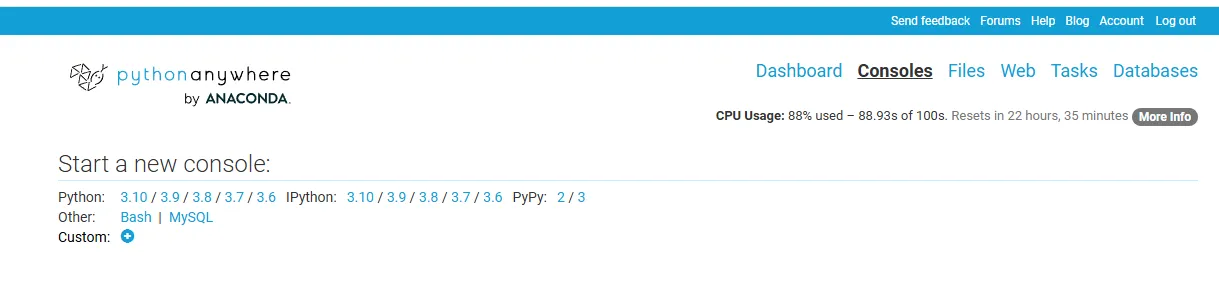 Send feedback Forums Help Blog Account Log out
pythonanywhere
by ANACONDA.
Dashboard Consoles Files Web Tasks Databases
CPU Usage: 88% used – 88.93s of 100s. Resets in 22 hours, 35 minutes More Info
Start a new console:
Python: 3.10 / 3.9 / 3.8 / 3.7 / 3.6 IPython: 3.10 / 3.9 / 3.8 / 3.7 / 3.6 PyPy: 2 / 3
Other: Bash | MySQL
Custom: